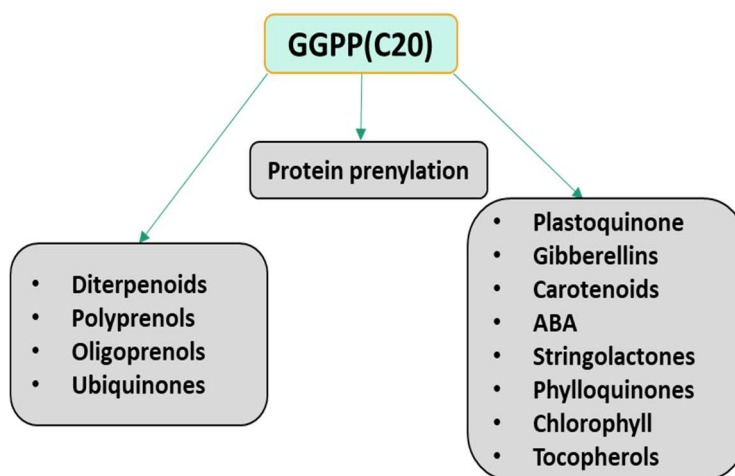 GGPP(C20)
Protein prenylation
• Diterpenoids
• Polyprenols
• Oligoprenols
• Ubiquinones
• Plastoquinone
• Gibberellins
• Carotenoids
• ABA
• Stringolactones
• Phylloquinones
• Chlorophyll
• Tocopherols